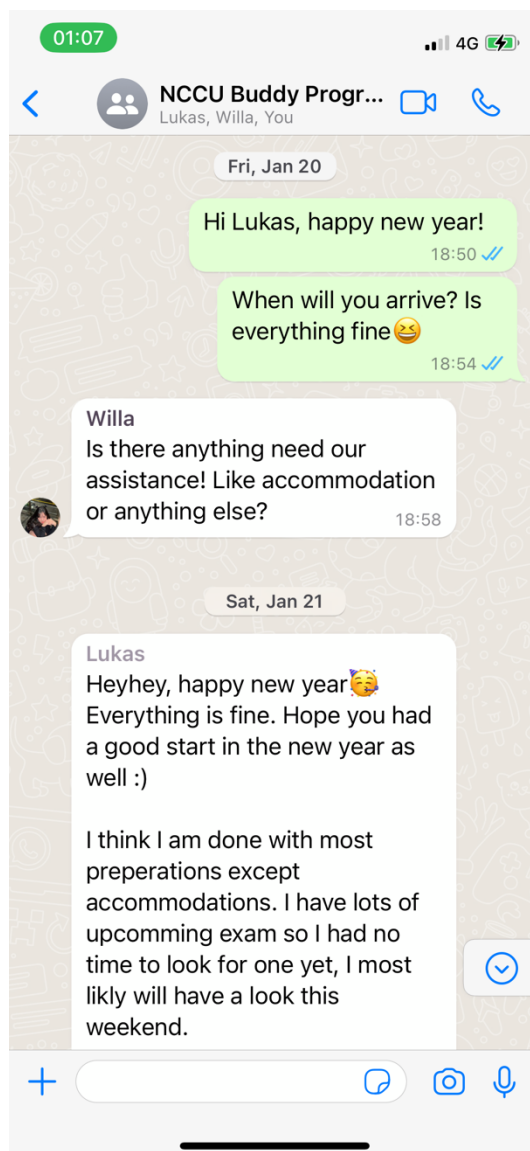 01:07
4G
NCCU Buddy Progr...
Lukas, Willa, You
Fri, Jan 20
Hi Lukas, happy new year!
18:50
When will you arrive? Is
everything fine😆
18:54
Willa
Is there anything need our
assistance! Like accommodation
or anything else?
18:58
Sat, Jan 21
Lukas
Heyhey, happy new year🥳
Everything is fine. Hope you had
a good start in the new year as
well :)
I think I am done with most
preperations except
accommodations. I have lots of
upcomming exam so I had no
time to look for one yet, I most
likly will have a look this
weekend.